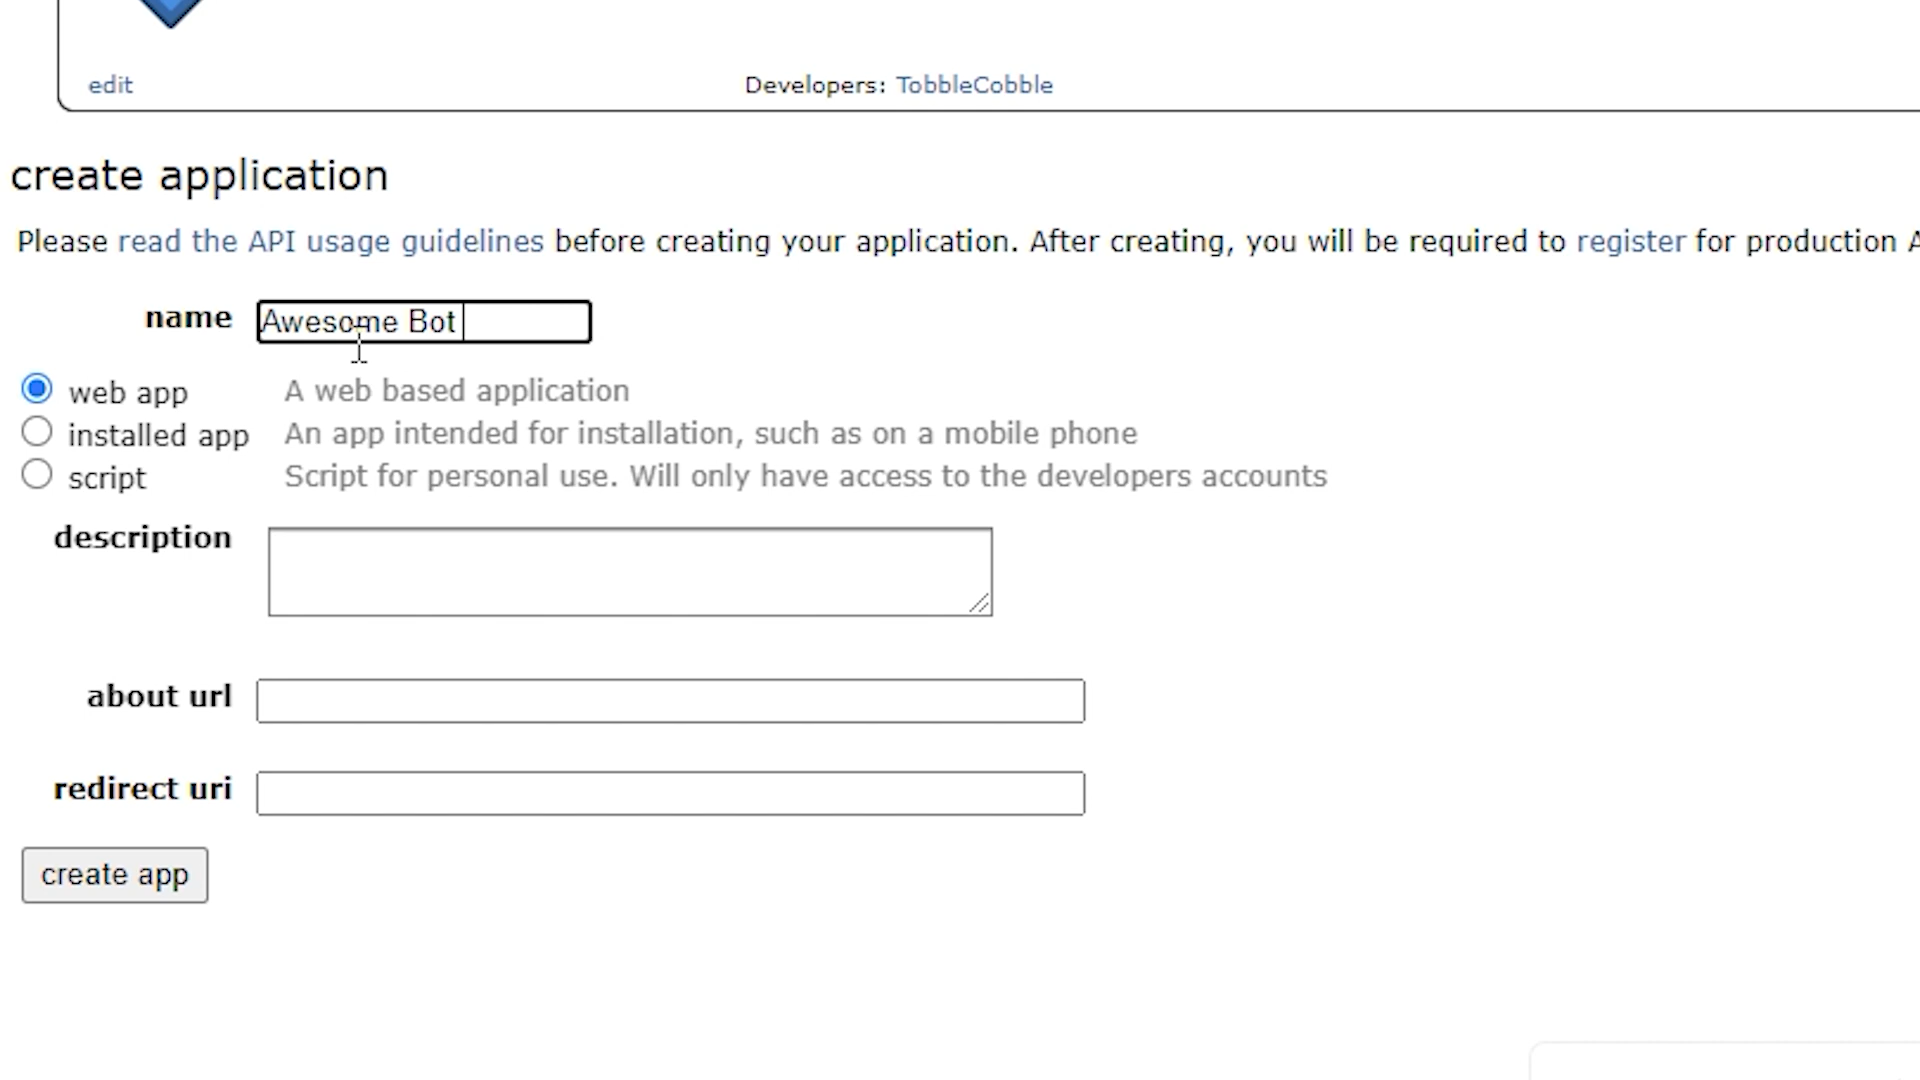 edit Developers: TobbleCobble
create application
Please read the API usage guidelines before creating your application. After creating, you will be required to register for production
name Awesome Bot
web app A web based application
installed app An app intended for installation, such as on a mobile phone
script Script for personal use. Will only have access to the developers accounts
description
about url
redirect uri
create app